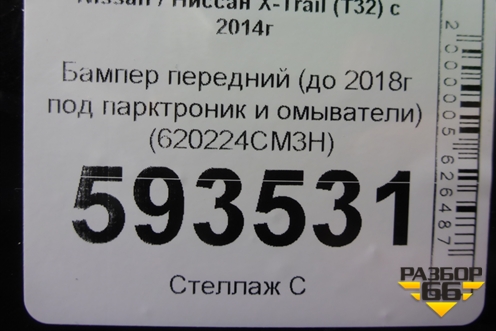 Nissan / Ниссан X-Trail (T32) с
2014г
Бампер передний (до 2018г
под парктроник и омыватели)
(620224CM3H)
593531
Стеллаж С
2000005626487
РАЗБОР
66